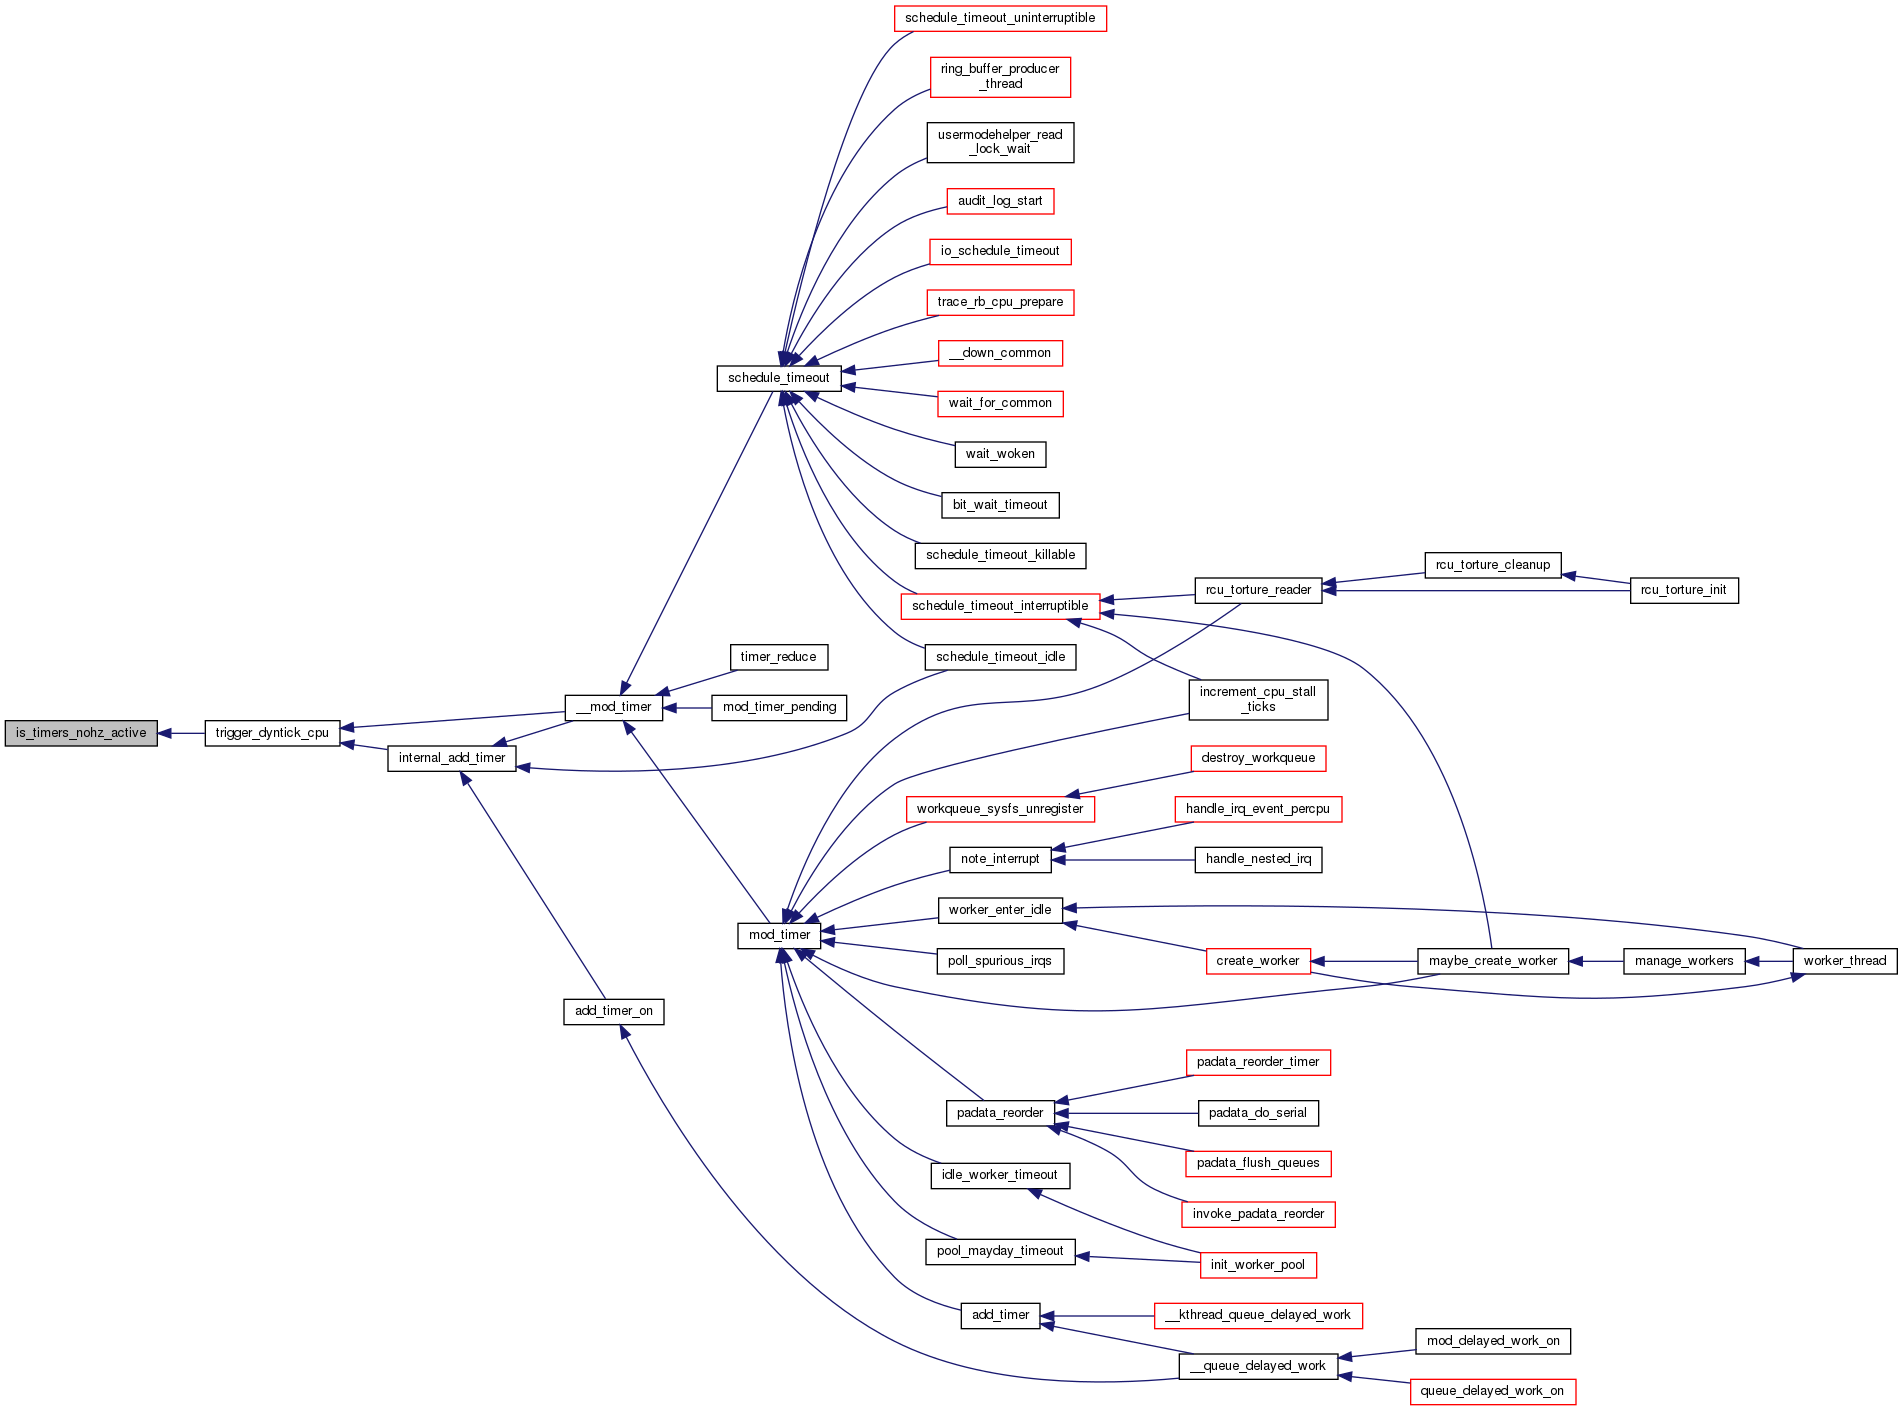 schedule_timeout_uninterruptible
ring_buffer_producer
_thread
usermodehelper_read
_lock_wait
audit_log_start
io_schedule_timeout
trace_rb_cpu_prepare
__down_common
schedule_timeout
wait_for_common
wait_woken
bit_wait_timeout
schedule_timeout_killable
rcu_torture_cleanup
rcu_torture_reader
rcu_torture_init
schedule_timeout_interruptible
timer_reduce
schedule_timeout_idle
increment_cpu_stall
_ticks
__mod_timer
mod_timer_pending
is_timers_nohz_active
trigger_dyntick_cpu
internal_add_timer
destroy_workqueue
workqueue_sysfs_unregister
handle_irq_event_percpu
note_interrupt
handle_nested_irq
worker_enter_idle
mod_timer
poll_spurious_irqs
create_worker
maybe_create_worker
manage_workers
worker_thread
add_timer_on
padata_reorder_timer
padata_reorder
padata_do_serial
padata_flush_queues
idle_worker_timeout
invoke_padata_reorder
pool_mayday_timeout
init_worker_pool
add_timer
__kthread_queue_delayed_work
mod_delayed_work_on
__queue_delayed_work
queue_delayed_work_on